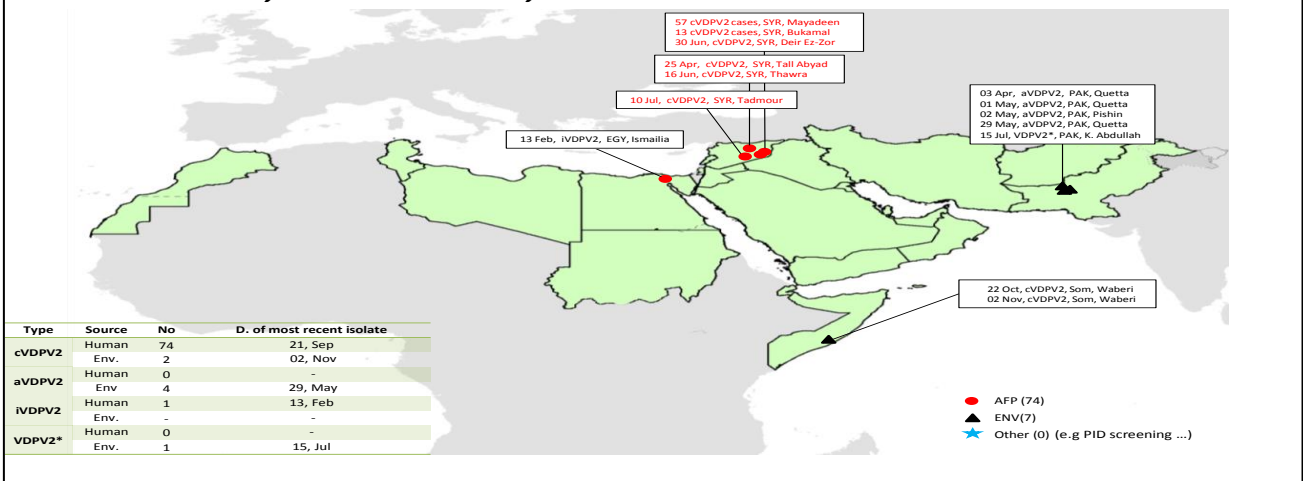 57 cVDPV2 cases, SYR, Mayadeen
13 cVDPV2 cases, SYR, Bukamal
30 Jun, cVDPV2, SYR, Deir Ez-Zor
25 Apr, cVDPV2, SYR, Tall Abyad
16 Jun, cVDPV2, SYR, Thawra
10 Jul, cVDPV2, SYR, Tadmour
13 Feb, iVDPV2, EGY, Ismailia
03 Apr, aVDPV2, PAK, Quetta
01 May, aVDPV2, PAK, Quetta
02 May, aVDPV2, PAK, Pishin
29 May, aVDPV2, PAK, Quetta
15 Jul, VDPV2*, PAK, K. Abdullah
22 Oct, cVDPV2, Som, Waberi
02 Nov, cVDPV2, Som, Waberi
Type Source No D. of most recent isolate
cVDPV2 Human 74 21, Sep
Env. 2 02, Nov
aVDPV2 Human 0 -
Env 4 29, May
iVDPV2 Human 1 13, Feb
Env. - -
VDPV2* Human 0 -
Env. 1 15, Jul
AFP (74)
ENV(7)
Other (0) (e.g PID screening ...)